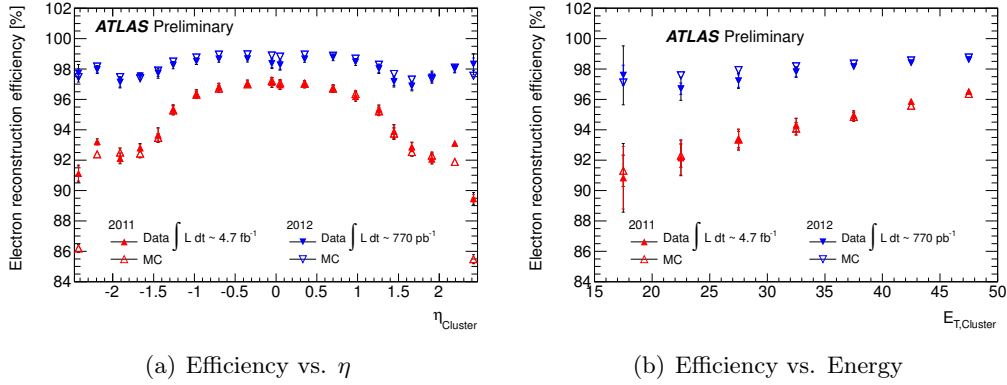 Electron reconstruction efficiency [%]
102
100
98
96
94
92
90
88
86
84
ATLAS Preliminary
2011
Data ∫ L dt ~ 4.7 fb⁻¹
MC
2012
Data ∫ L dt ~ 770 pb⁻¹
MC
-2 -1.5 -1 -0.5 0 0.5 1 1.5 2
η_Cluster
(a) Efficiency vs. η
Electron reconstruction efficiency [%]
102
100
98
96
94
92
90
88
86
84
ATLAS Preliminary
2011
Data ∫ L dt ~ 4.7 fb⁻¹
MC
2012
Data ∫ L dt ~ 770 pb⁻¹
MC
15 20 25 30 35 40 45 50
E_T,Cluster
(b) Efficiency vs. Energy